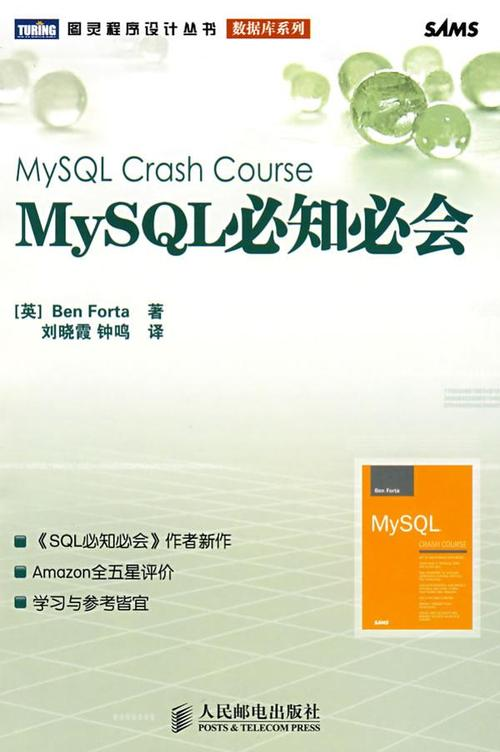 TURING 图灵程序设计丛书 数据库系列 SAMS
MySQL Crash Course
MySQL必知必会
[英] Ben Forta 著
刘晓霞 钟鸣 译
Ben Forta
MySQL
CRASH COURSE
SAMS
《SQL必知必会》作者新作
Amazon全五星评价
学习与参考皆宜
人民邮电出版社
POSTS & TELECOM PRESS